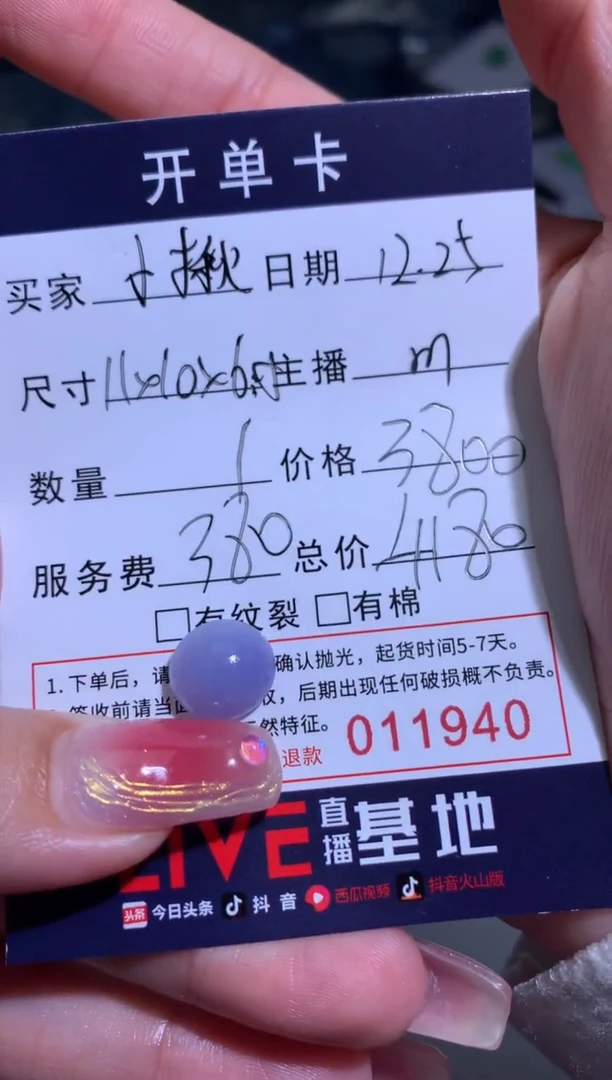 开单卡
买家 小揪 日期 12.25
尺寸 11x10x6.5 主播 m
数量 1 价格 3800
服务费 380 总价 4180
□有纹裂 □有棉
1.下单后，请 确认抛光，起货时间5-7天。
签收前请当 ，后期出现任何破损概不负责。
然特征。
退款 011940
LIVE 直播基地
头条 今日头条 抖音 西瓜视频 抖音火山版